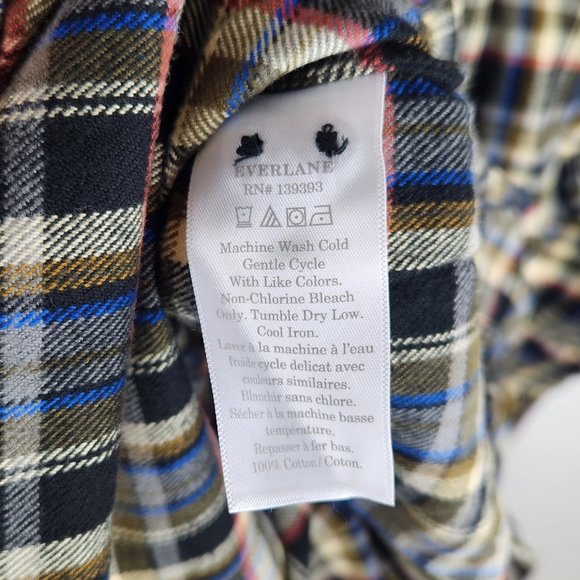 EVERLANE
RN# 139393
Machine Wash Cold
Gentle Cycle
With Like Colors.
Non-Chlorine Bleach
Only. Tumble Dry Low.
Cool Iron.
Laver à la machine à l'eau
froide cycle delicat avec
couleurs similaires.
Blanchir sans chlore.
Sécher à la machine basse
température.
Repasser à fer bas.
100% Cotton / Coton.